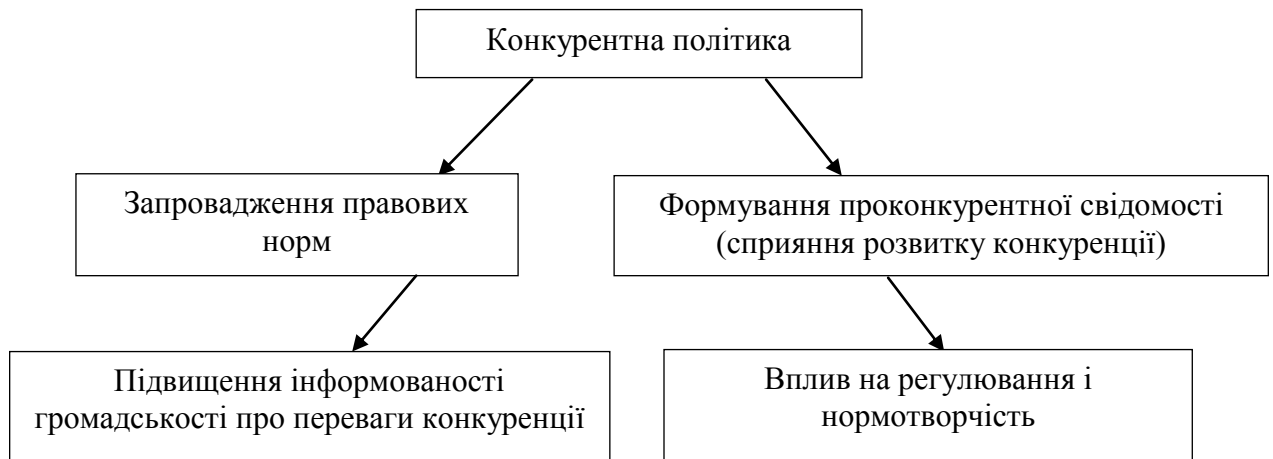 Конкурентна політика
Запровадження правових
норм
Формування проконкурентної свідомості
(сприяння розвитку конкуренції)
Підвищення інформованості
громадськості про переваги конкуренції
Вплив на регулювання і
нормотворчість